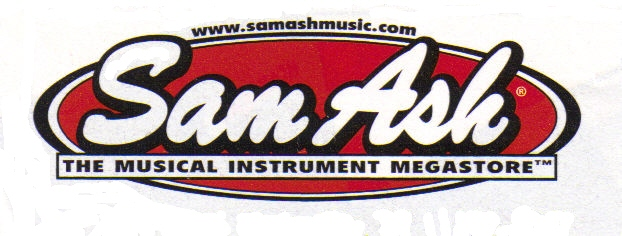 www.samashmusic.com
Sam Ash®
THE MUSICAL INSTRUMENT MEGASTORE™